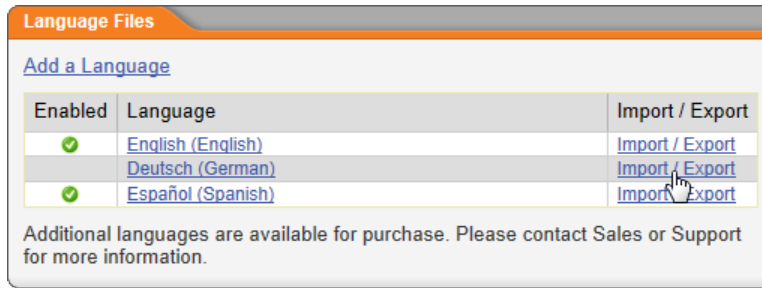 Language Files
Add a Language
Enabled Language Import / Export
English (English) Import / Export
Deutsch (German) Import / Export
Español (Spanish) Import / Export
Additional languages are available for purchase. Please contact Sales or Support
for more information.